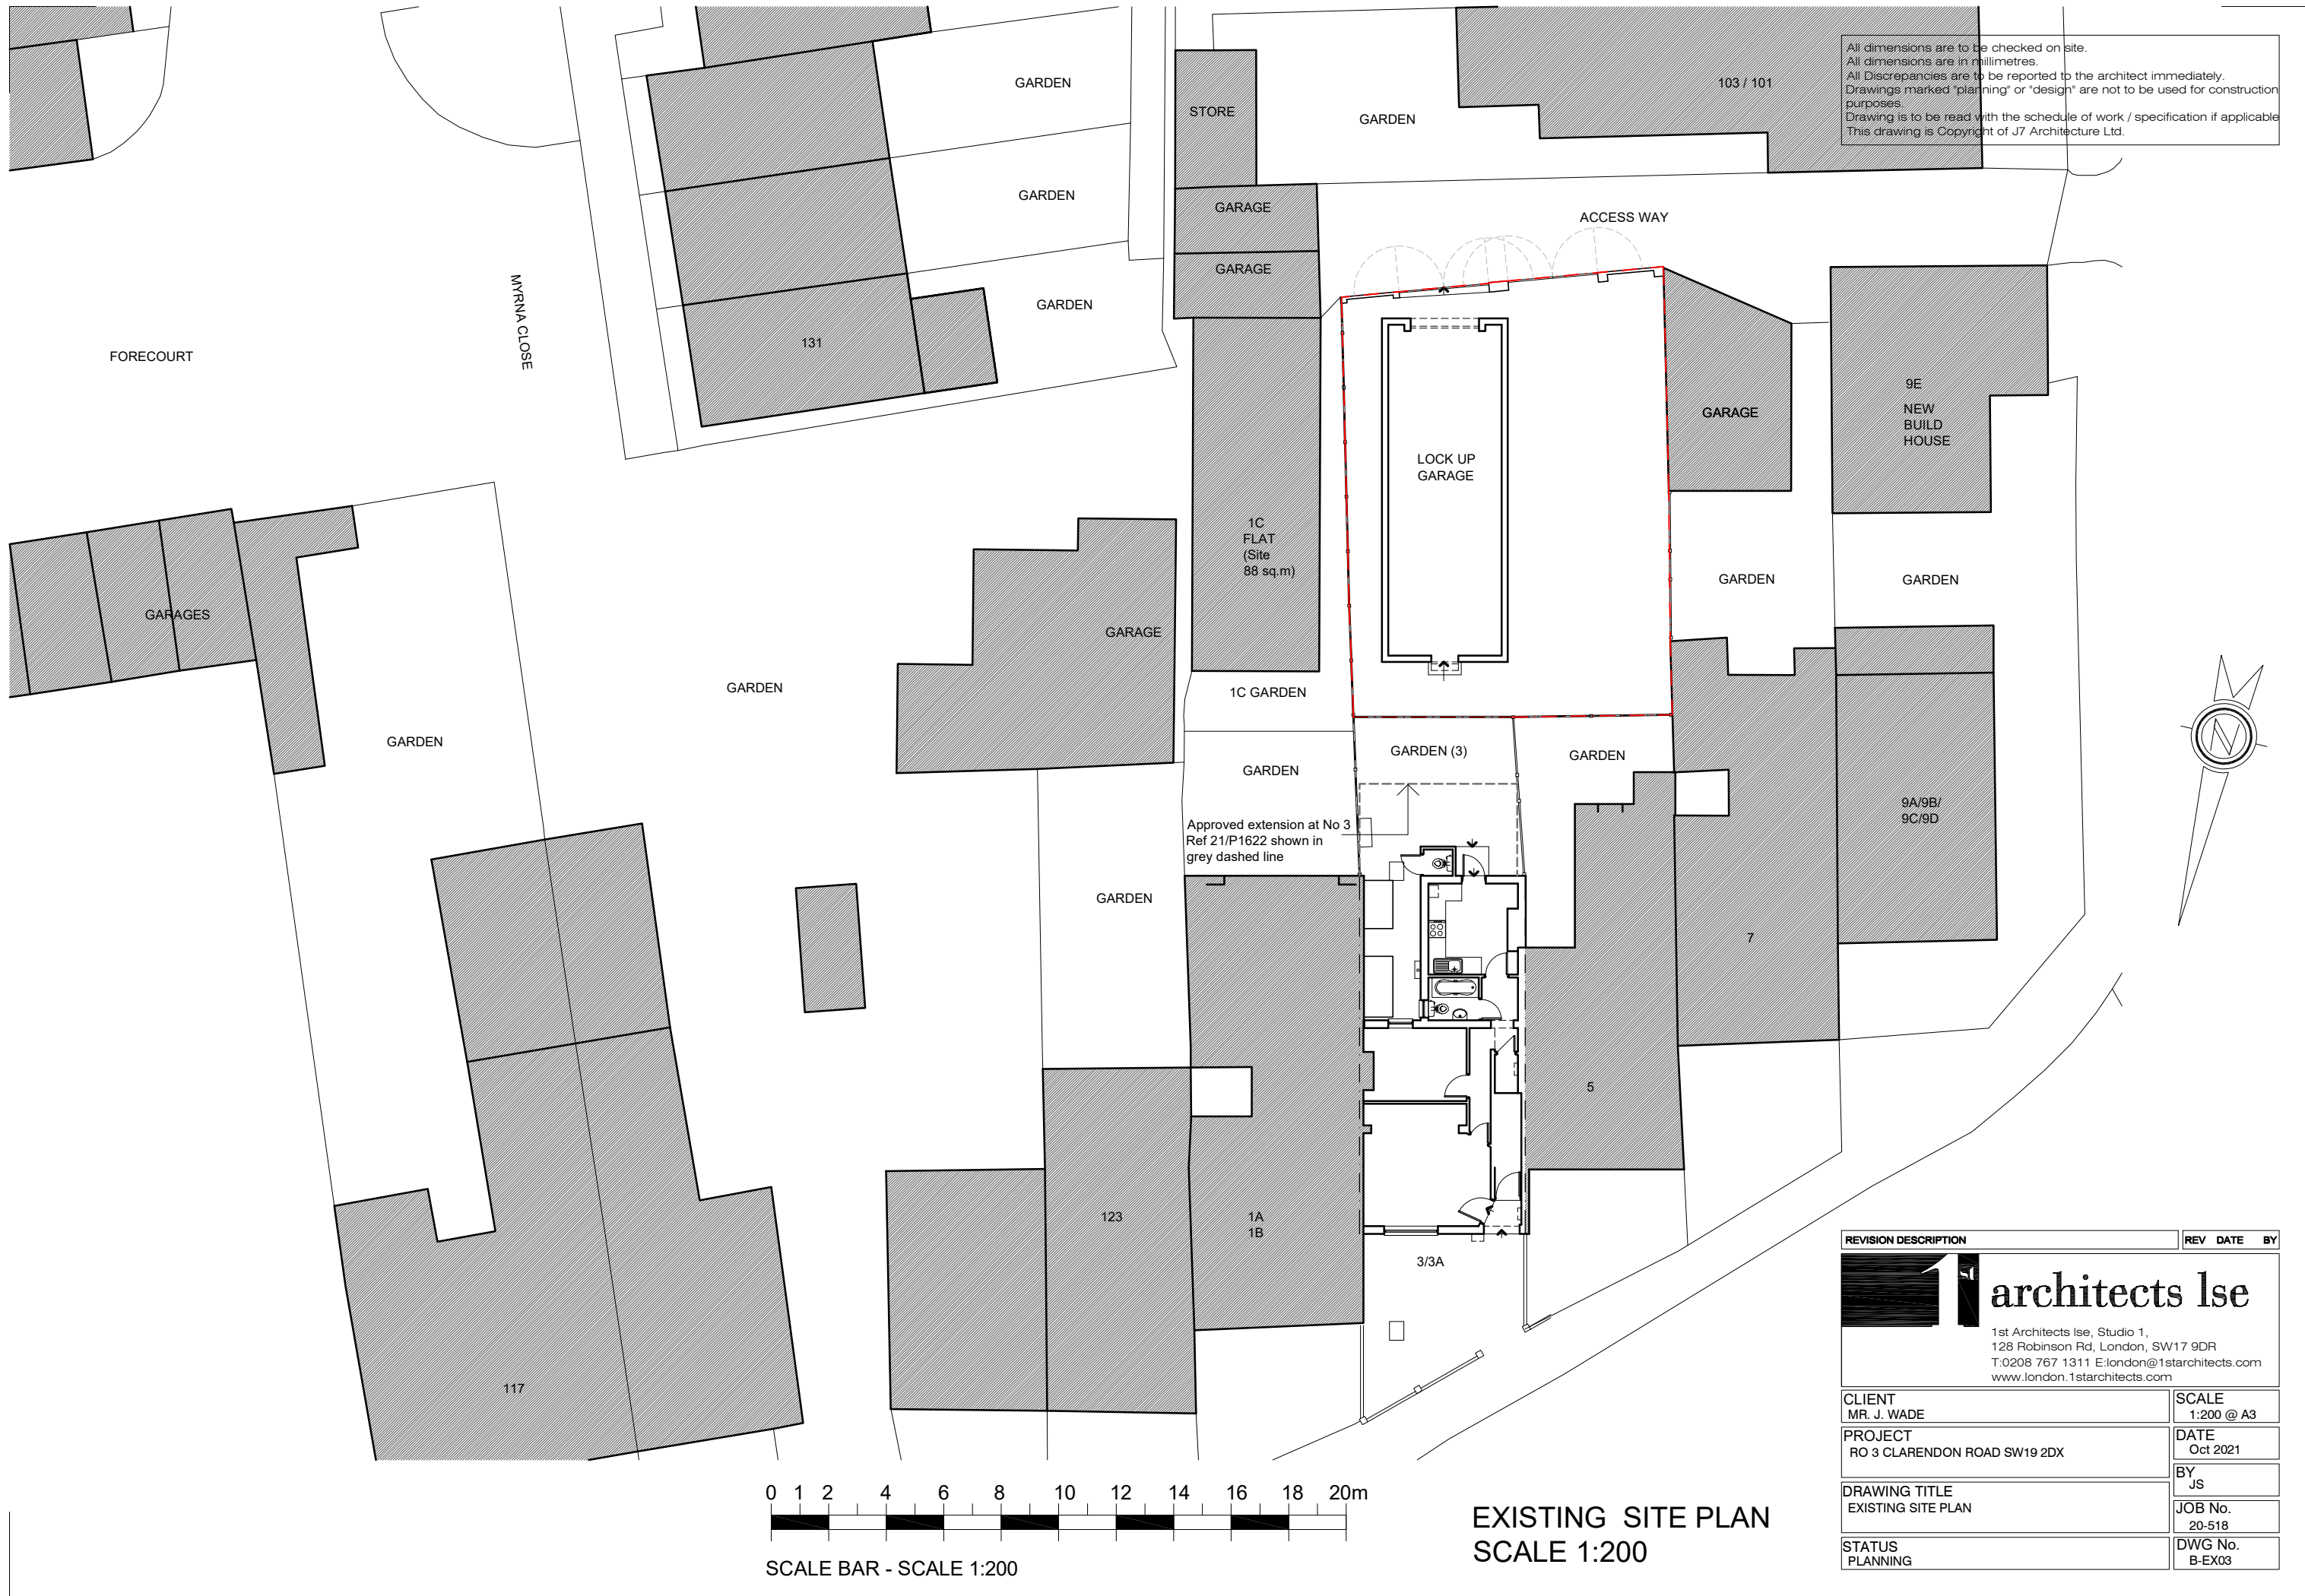 All dimensions are to be checked on site.
All dimensions are in millimetres.
All Discrepancies are to be reported to the architect immediately.
Drawings marked "planning" or "design" are not to be used for construction
purposes.
Drawing is to be read with the schedule of work / specification if applicable
This drawing is Copyright of J7 Architecture Ltd.
103 / 101
GARDEN
STORE
GARDEN
GARDEN
GARAGE
ACCESS WAY
GARAGE
GARDEN
MYRNA CLOSE
131
FORECOURT
9E
NEW
BUILD
HOUSE
GARAGE
LOCK UP
GARAGE
1C
FLAT
(Site
88 sq.m)
GARDEN
GARDEN
GARAGES
GARAGE
GARDEN
1C GARDEN
GARDEN
GARDEN (3)
GARDEN
GARDEN
N
9A/9B/
9C/9D
Approved extension at No 3
Ref 21/P1622 shown in
grey dashed line
GARDEN
7
5
123
1A
1B
3/3A
117
0 1 2 4 6 8 10 12 14 16 18 20m
SCALE BAR - SCALE 1:200
EXISTING SITE PLAN
SCALE 1:200
REVISION DESCRIPTION REV DATE BY
1st architects lse
1st Architects lse, Studio 1,
128 Robinson Rd, London, SW17 9DR
T:0208 767 1311 E:london@1starchitects.com
www.london.1starchitects.com
CLIENT
MR. J. WADE
SCALE
1:200 @ A3
PROJECT
RO 3 CLARENDON ROAD SW19 2DX
DATE
Oct 2021
BY
JS
DRAWING TITLE
EXISTING SITE PLAN
JOB No.
20-518
STATUS
PLANNING
DWG No.
B-EX03